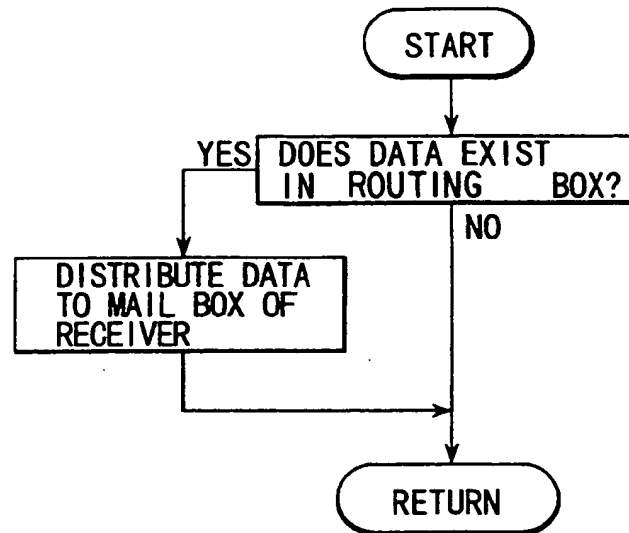 START
YES
DOES DATA EXIST
IN ROUTING BOX?
NO
DISTRIBUTE DATA
TO MAIL BOX OF
RECEIVER
RETURN